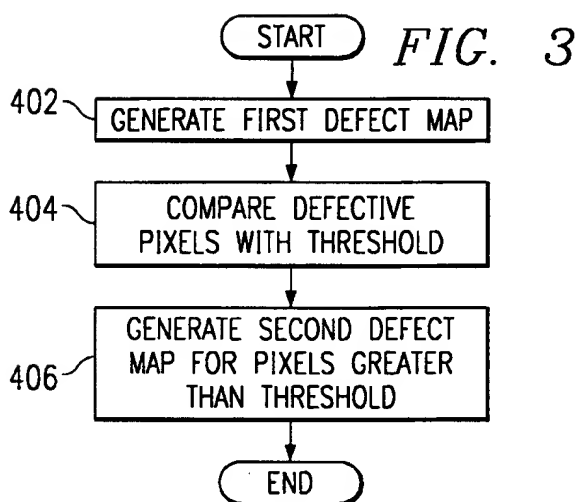 START
FIG. 3
402
GENERATE FIRST DEFECT MAP
404
COMPARE DEFECTIVE
PIXELS WITH THRESHOLD
406
GENERATE SECOND DEFECT
MAP FOR PIXELS GREATER
THAN THRESHOLD
END